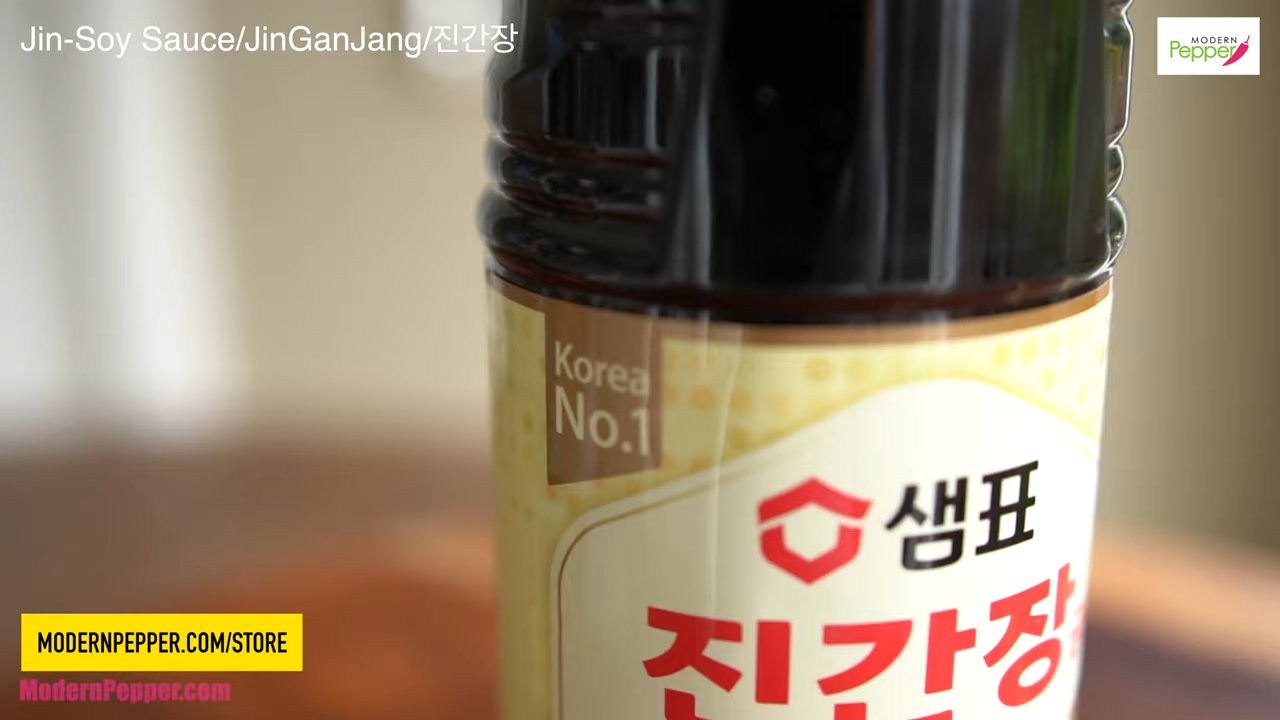 Jin-Soy Sauce/JinGanJang/진간장
MODERN
Pepper
Korea
No.1
샘표
진간장
MODERNPEPPER.COM/STORE
ModernPepper.com